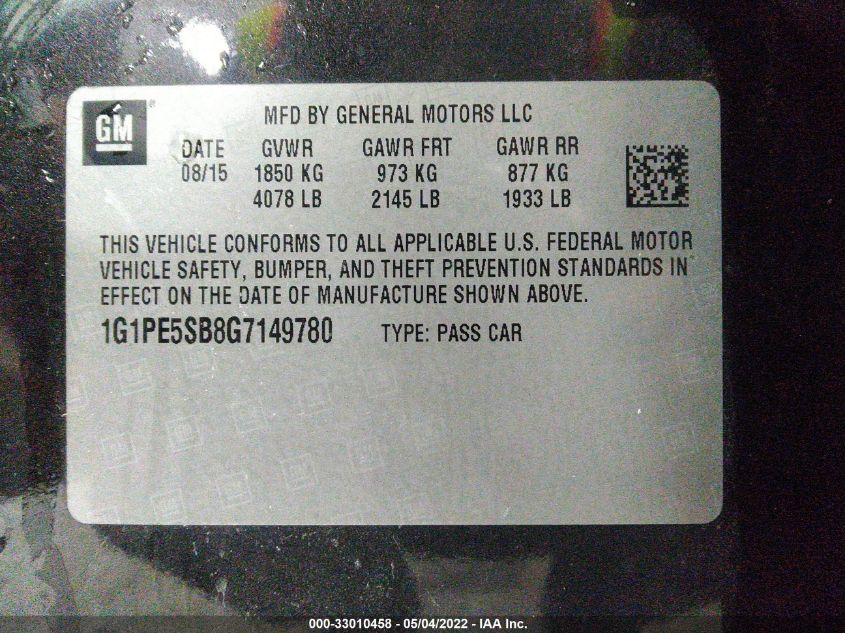 GM
MFD BY GENERAL MOTORS LLC
DATE GVWR GAWR FRT GAWR RR
08/15 1850 KG 973 KG 877 KG
4078 LB 2145 LB 1933 LB
THIS VEHICLE CONFORMS TO ALL APPLICABLE U.S. FEDERAL MOTOR
VEHICLE SAFETY, BUMPER, AND THEFT PREVENTION STANDARDS IN
EFFECT ON THE DATE OF MANUFACTURE SHOWN ABOVE.
1G1PE5SB8G7149780 TYPE: PASS CAR
000-33010458 - 05/04/2022 - IAA Inc.